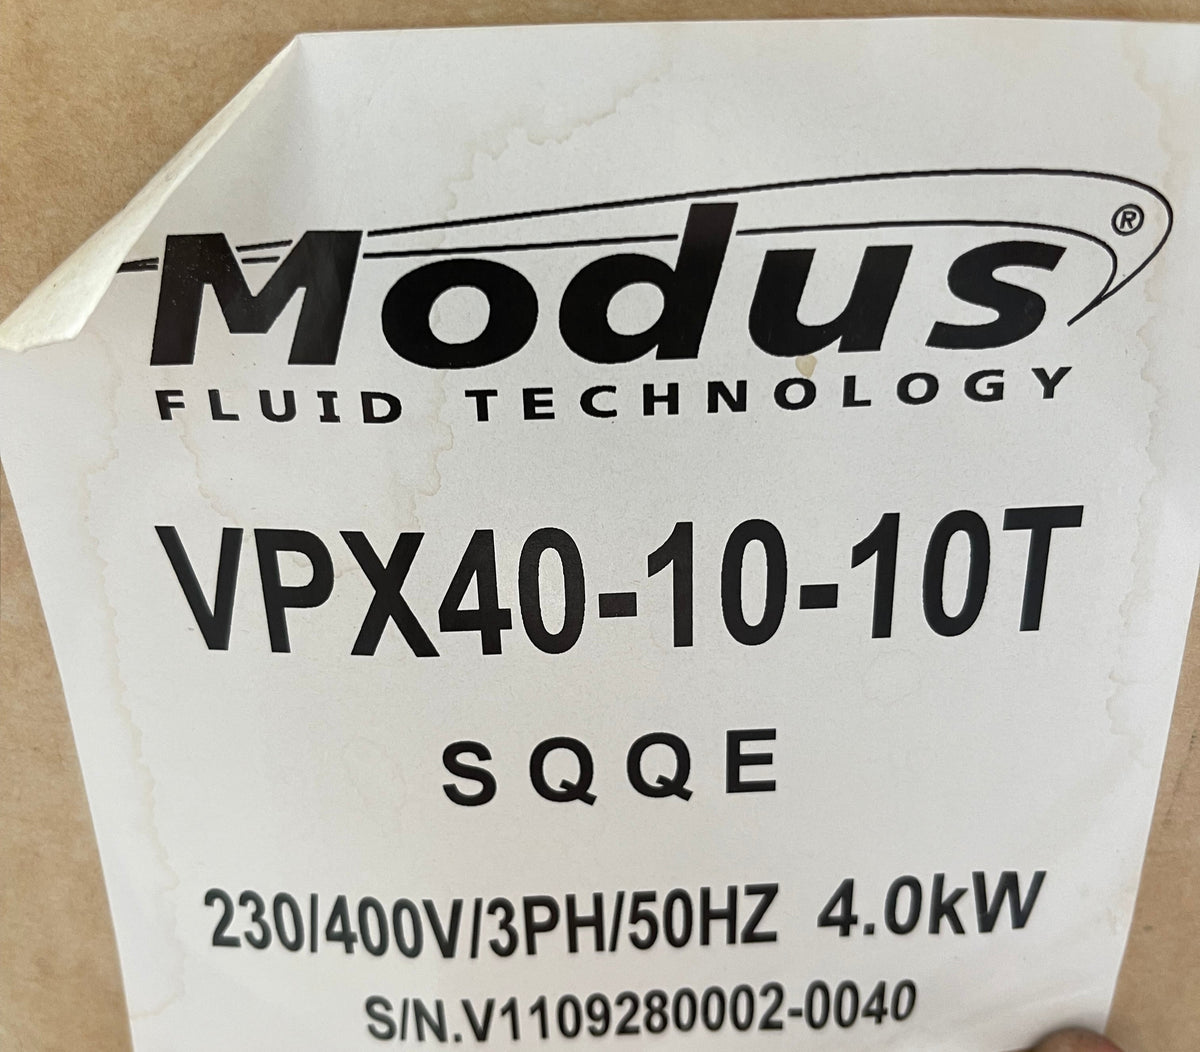 Modus®
FLUID TECHNOLOGY
VPX40-10-10T
SQQE
230/400V/3PH/50HZ 4.0kW
S/N.V1109280002-0040